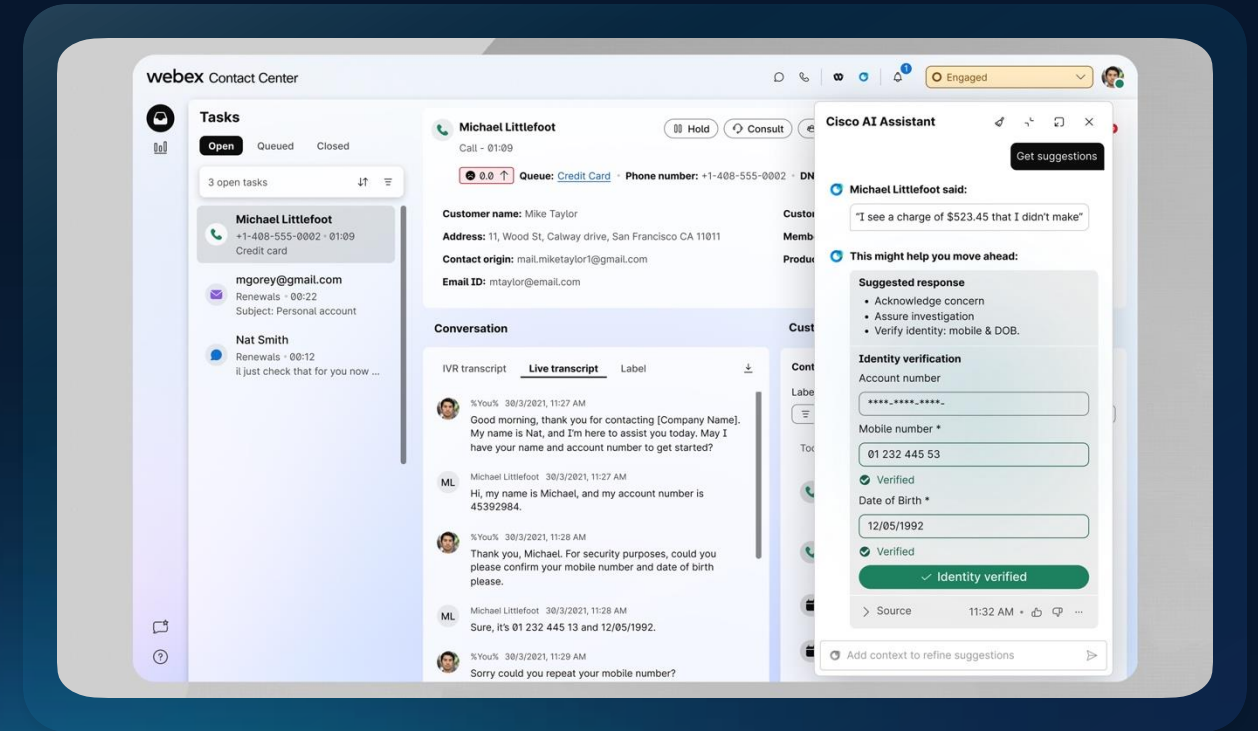 webex Contact Center
1
Engaged
Tasks
Open Queued Closed
3 open tasks
Michael Littlefoot
+1-408-555-0002 · 01:09
Credit card
mgorey@gmail.com
Renewals · 00:22
Subject: Personal account
Nat Smith
Renewals · 00:12
il just check that for you now ...
Michael Littlefoot
Call - 01:09
Hold
Consult
0.0 Queue: Credit Card · Phone number: +1-408-555-0002 · DN
Customer name: Mike Taylor
Address: 11, Wood St, Calway drive, San Francisco CA 11011
Contact origin: mail.miketaylor1@gmail.com
Email ID: mtaylor@email.com
Conversation
IVR transcript Live transcript Label
%You% 30/3/2021, 11:27 AM
Good morning, thank you for contacting [Company Name].
My name is Nat, and I'm here to assist you today. May I
have your name and account number to get started?
ML
Michael Littlefoot 30/3/2021, 11:27 AM
Hi, my name is Michael, and my account number is
45392984.
%You% 30/3/2021, 11:28 AM
Thank you, Michael. For security purposes, could you
please confirm your mobile number and date of birth
please.
ML
Michael Littlefoot 30/3/2021, 11:28 AM
Sure, it's 01 232 445 13 and 12/05/1992.
%You% 30/3/2021, 11:29 AM
Sorry could you repeat your mobile number?
Cisco AI Assistant
Get suggestions
Michael Littlefoot said:
"I see a charge of $523.45 that I didn't make"
This might help you move ahead:
Suggested response
• Acknowledge concern
• Assure investigation
• Verify identity: mobile & DOB.
Identity verification
Account number
****-****-****-
Mobile number *
01 232 445 53
Verified
Date of Birth *
12/05/1992
Verified
Identity verified
Source 11:32 AM • ...
Add context to refine suggestions